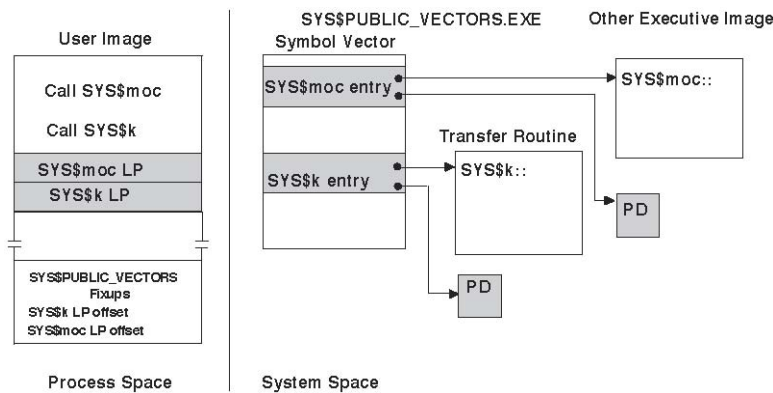 User Image
Call SYS$moc
Call SYS$k
SYS$moc LP
SYS$k LP
SYS$PUBLIC_VECTORS
Fixups
SYS$k LP offset
SYS$moc LP offset
Process Space
SYS$PUBLIC_VECTORS.EXE
Symbol Vector
SYS$moc entry
SYS$k entry
Transfer Routine
SYS$k::
PD
Other Executive Image
SYS$moc::
PD
System Space